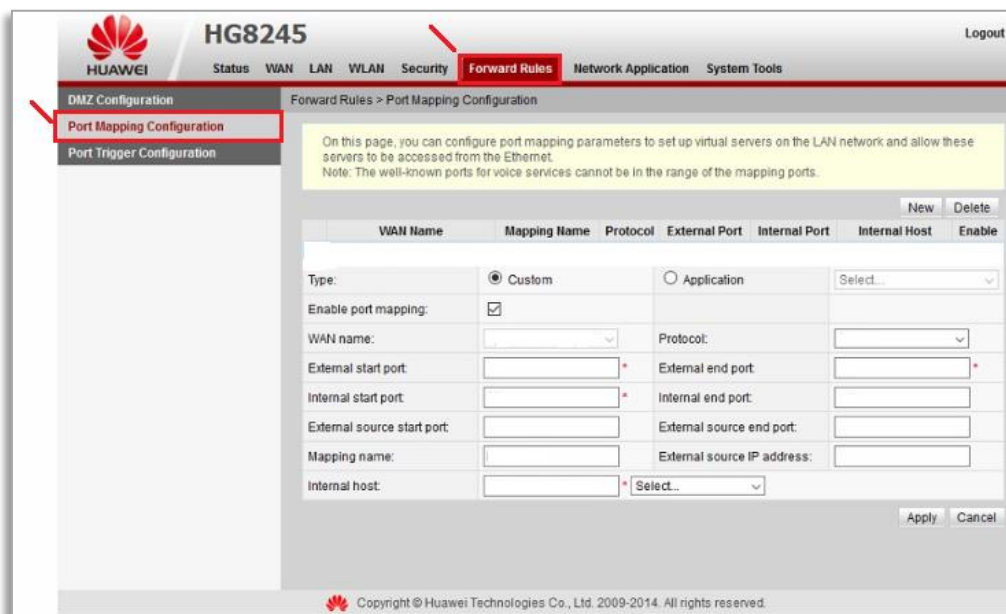 HG8245
Logout
HUAWEI
Status WAN LAN WLAN Security Forward Rules Network Application System Tools
DMZ Configuration
Port Mapping Configuration
Port Trigger Configuration
Forward Rules > Port Mapping Configuration
On this page, you can configure port mapping parameters to set up virtual servers on the LAN network and allow these
servers to be accessed from the Ethernet.
Note: The well-known ports for voice services cannot be in the range of the mapping ports.
New Delete
WAN Name Mapping Name Protocol External Port Internal Port Internal Host Enable
Type: Custom Application Select...
Enable port mapping:
WAN name: Protocol:
External start port: * External end port: *
Internal start port: * Internal end port:
External source start port: External source end port:
Mapping name: External source IP address:
Internal host: * Select...
Apply Cancel
HUAWEI Copyright © Huawei Technologies Co., Ltd. 2009-2014. All rights reserved.